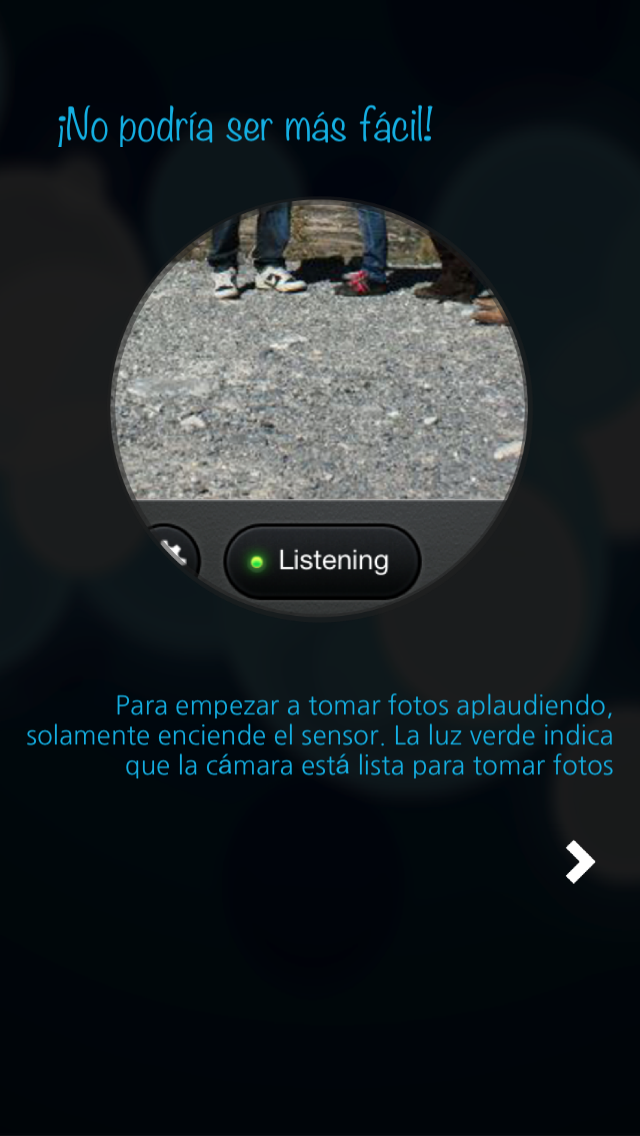 ¡No podría ser más fácil!
Listening
Para empezar a tomar fotos aplaudiendo,
solamente enciende el sensor. La luz verde indica
que la cámara está lista para tomar fotos